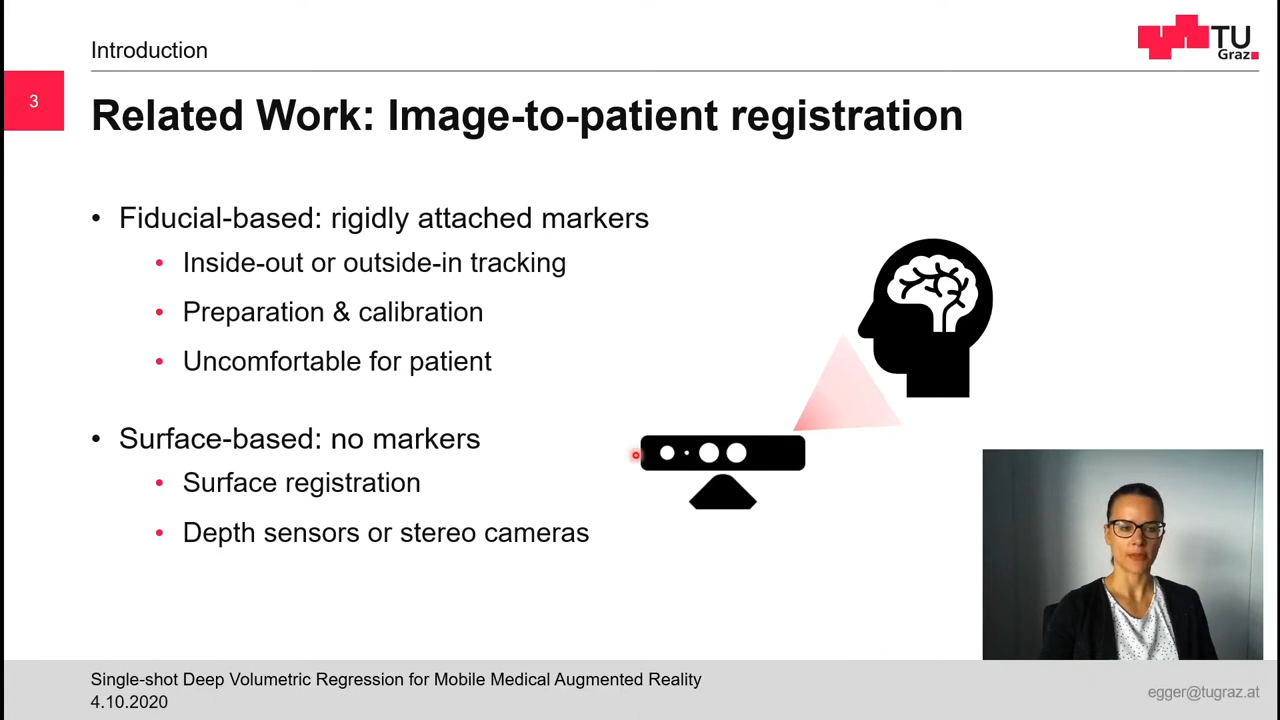 Introduction
TU
Graz
3
Related Work: Image-to-patient registration
• Fiducial-based: rigidly attached markers
• Inside-out or outside-in tracking
• Preparation & calibration
• Uncomfortable for patient
• Surface-based: no markers
• Surface registration
• Depth sensors or stereo cameras
Single-shot Deep Volumetric Regression for Mobile Medical Augmented Reality
4.10.2020
egger@tugraz.at